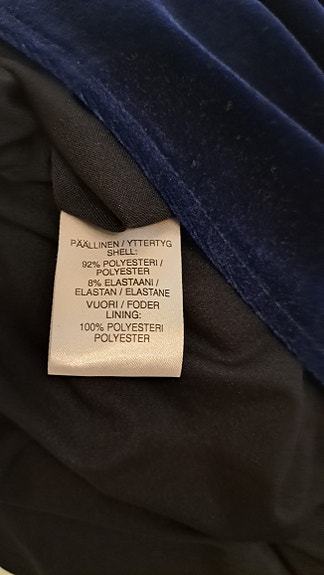 PÄÄLLINEN / YTTERTYG
SHELL:
92% POLYESTERI /
POLYESTER
8% ELASTAANI /
ELASTAN / ELASTANE
VUORI / FODER
LINING:
100% POLYESTERI
POLYESTER